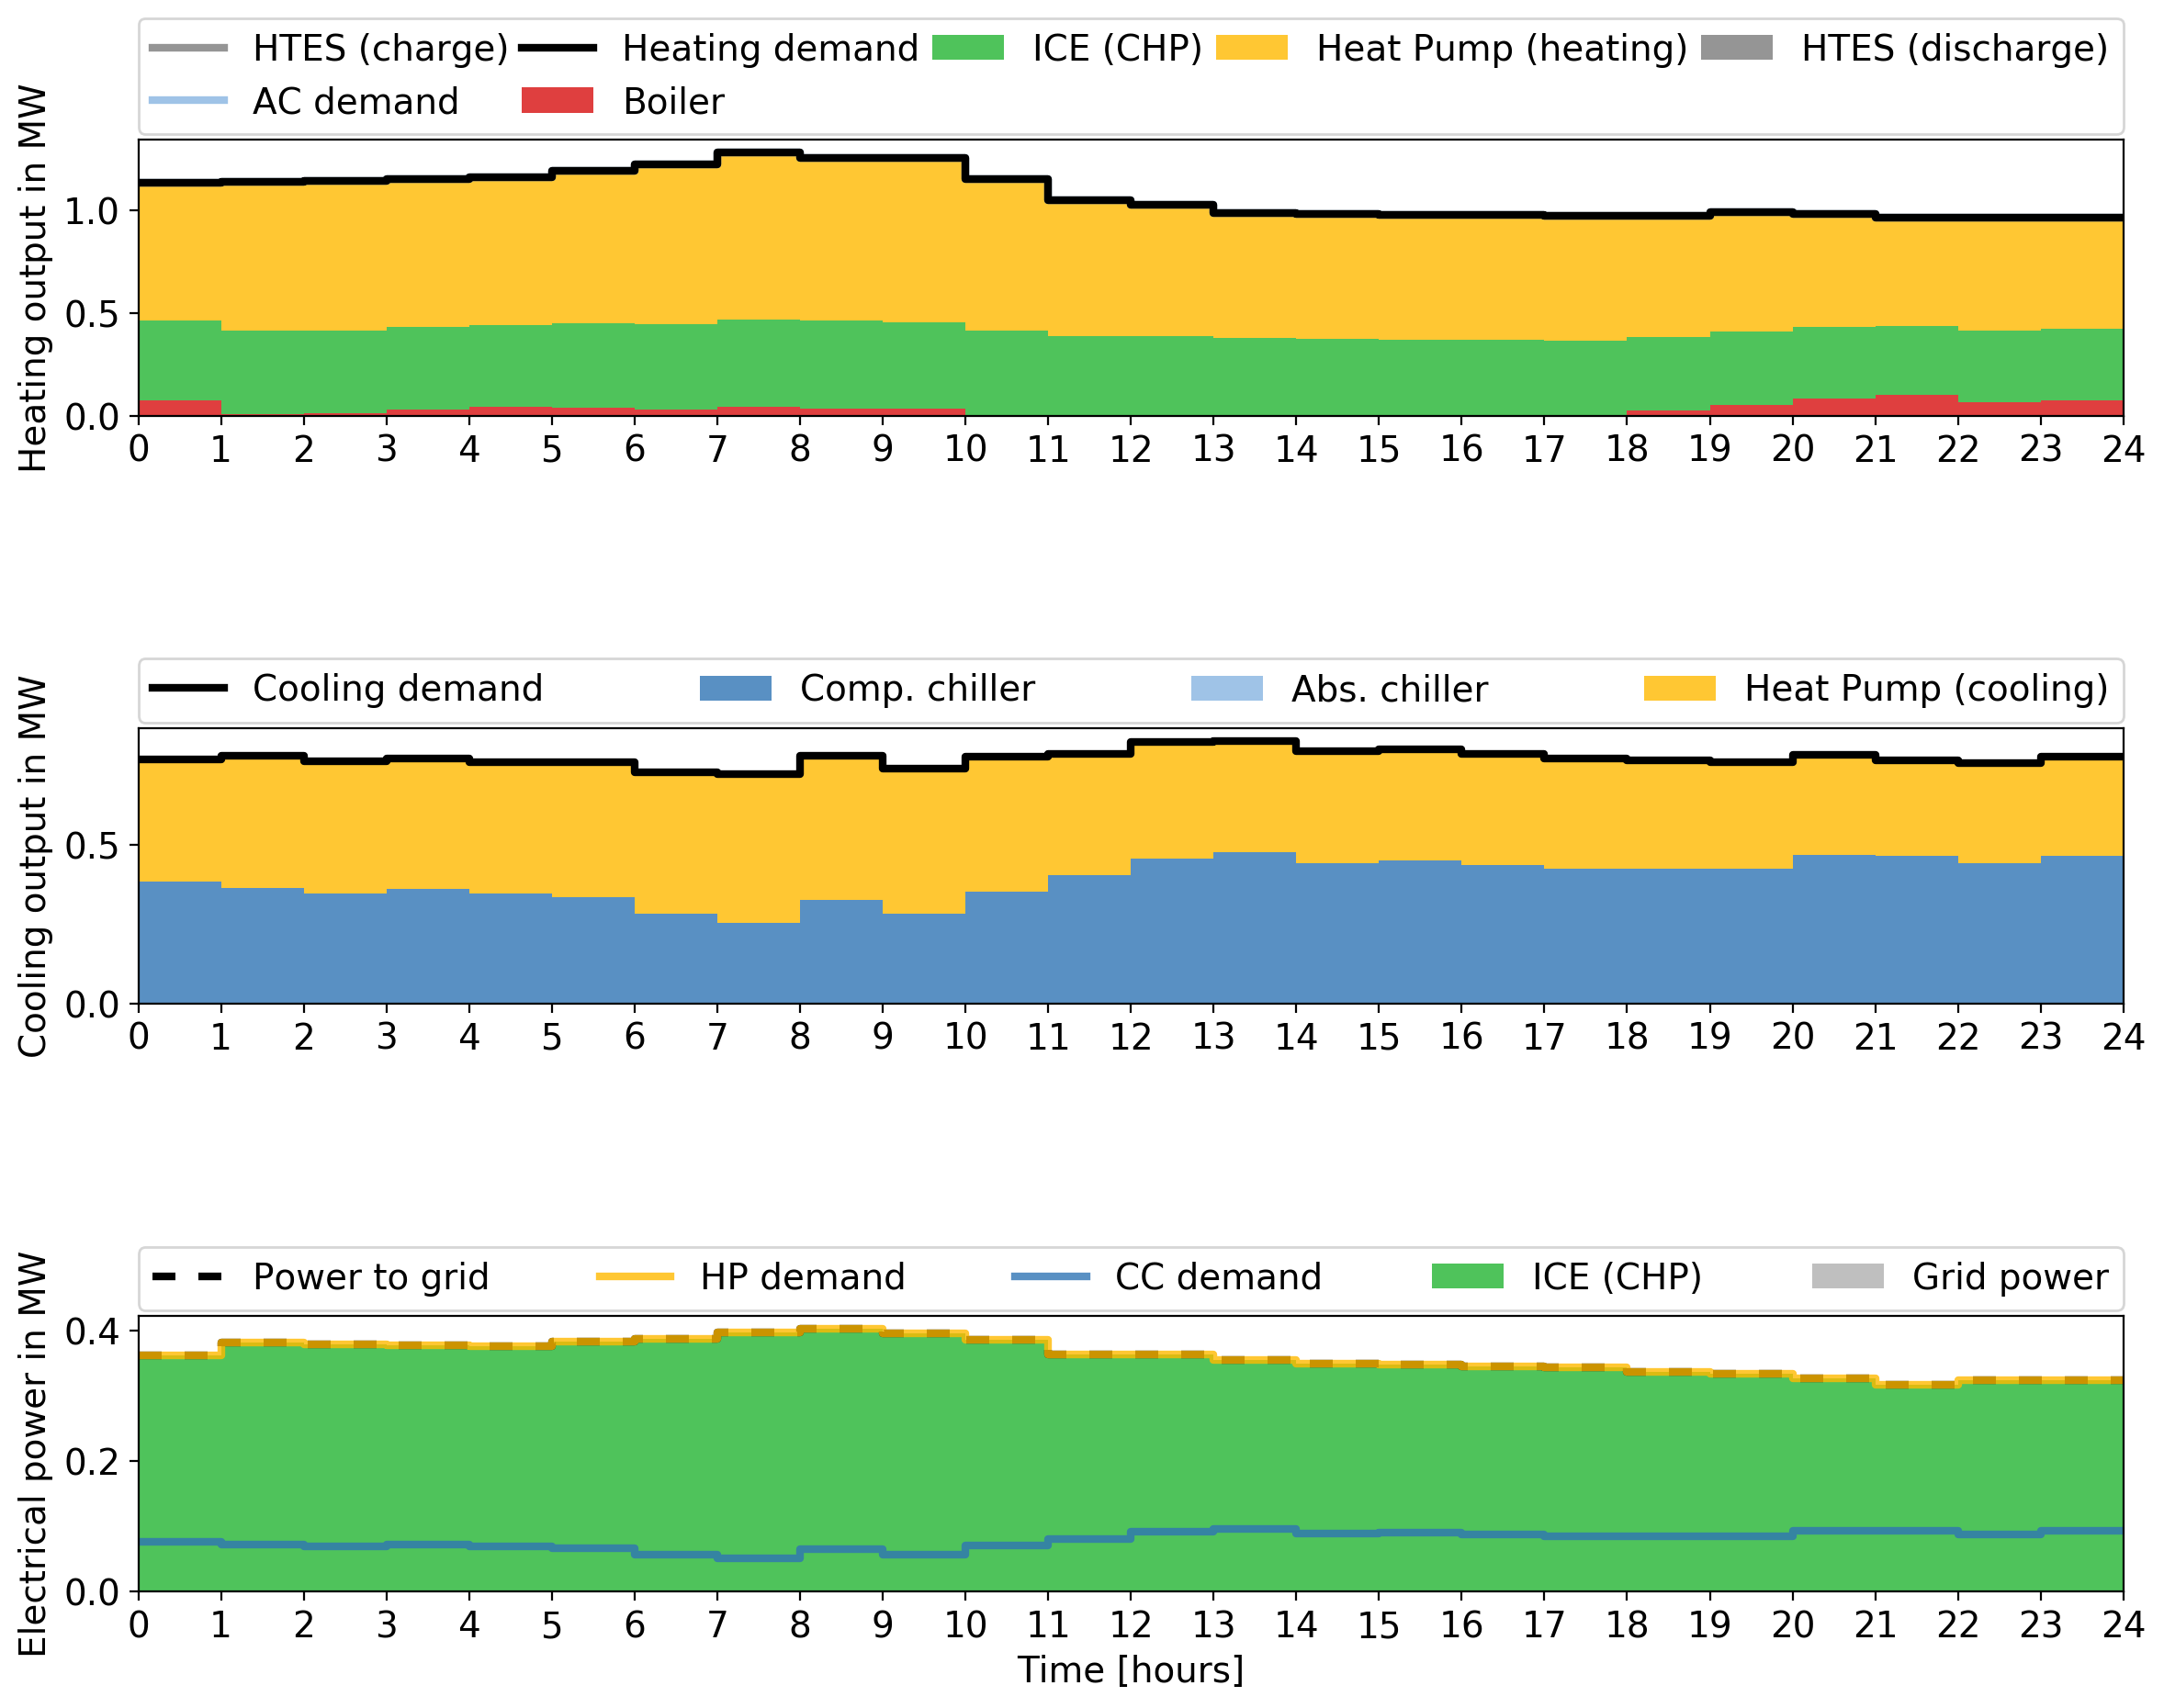 HTES (charge) Heating demand ICE (CHP) Heat Pump (heating) HTES (discharge)
AC demand Boiler
Heating output in MW
1.0
0.5
0.0
0 1 2 3 4 5 6 7 8 9 10 11 12 13 14 15 16 17 18 19 20 21 22 23 24
Cooling demand Comp. chiller Abs. chiller Heat Pump (cooling)
Cooling output in MW
0.5
0.0
0 1 2 3 4 5 6 7 8 9 10 11 12 13 14 15 16 17 18 19 20 21 22 23 24
Power to grid HP demand CC demand ICE (CHP) Grid power
Electrical power in MW
0.4
0.2
0.0
0 1 2 3 4 5 6 7 8 9 10 11 12 13 14 15 16 17 18 19 20 21 22 23 24
Time [hours]